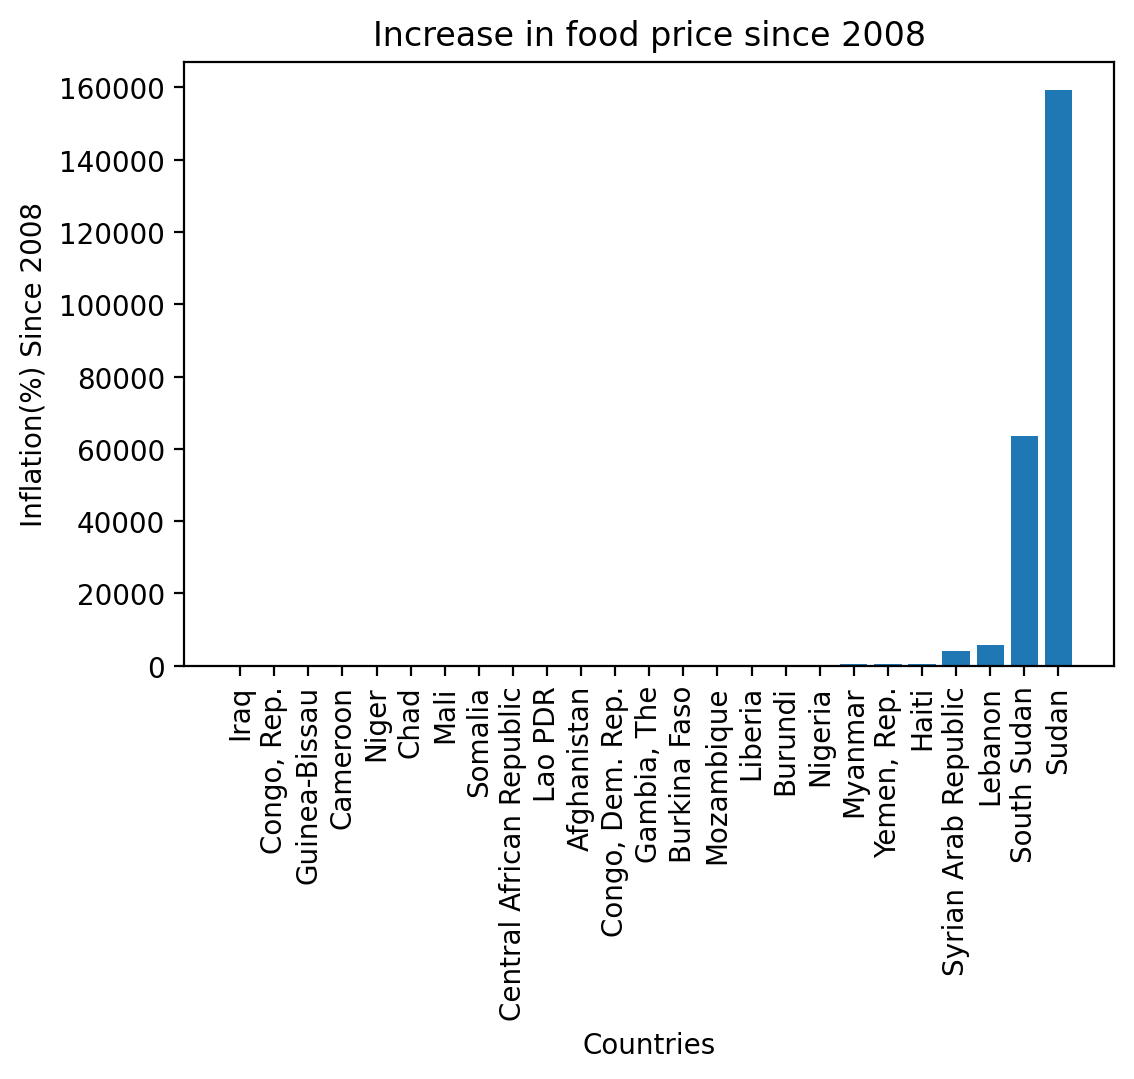 Increase in food price since 2008
Inflation(%) Since 2008
160000
140000
120000
100000
80000
60000
40000
20000
0
Iraq
Congo, Rep.
Guinea-Bissau
Cameroon
Niger
Chad
Mali
Somalia
Central African Republic
Lao PDR
Afghanistan
Congo, Dem. Rep.
Gambia, The
Burkina Faso
Mozambique
Liberia
Burundi
Nigeria
Myanmar
Yemen, Rep.
Haiti
Syrian Arab Republic
Lebanon
South Sudan
Sudan
Countries